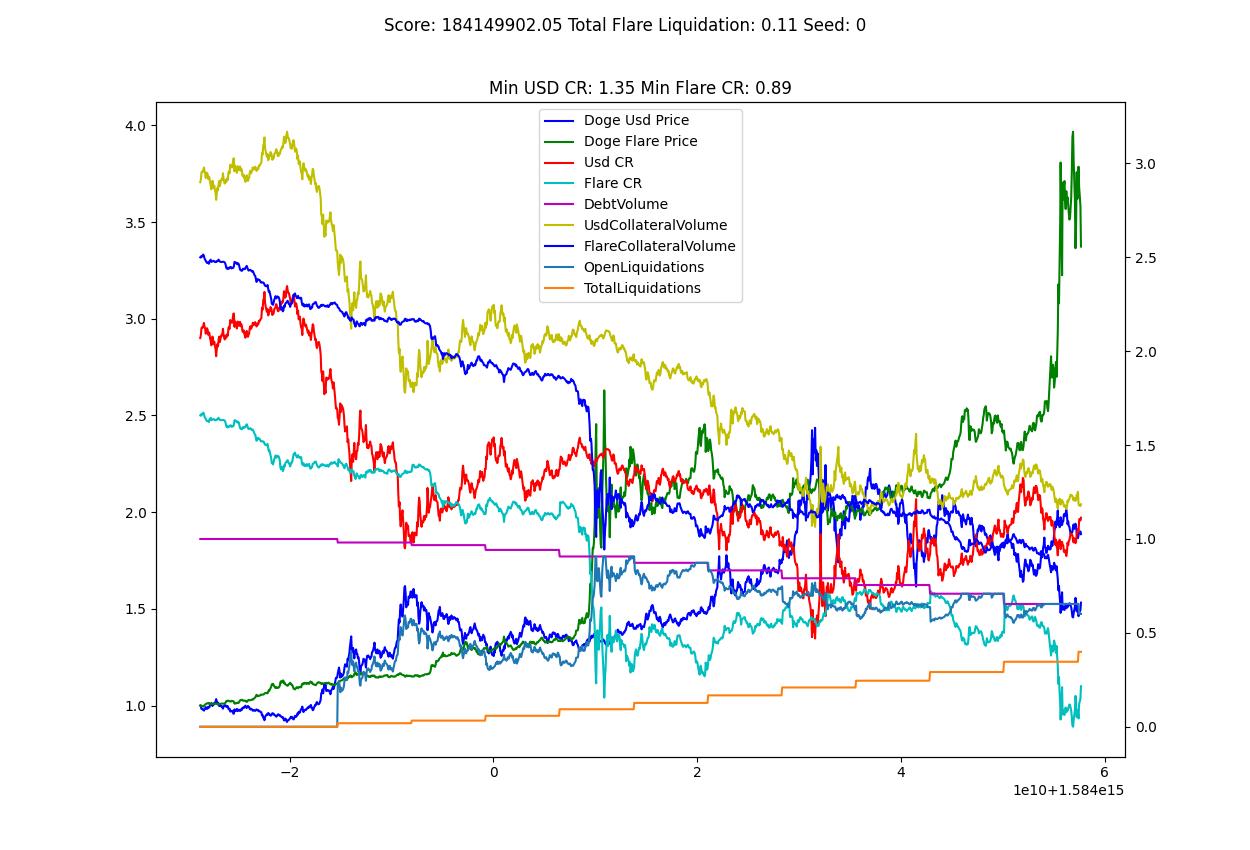 Score: 184149902.05 Total Flare Liquidation: 0.11 Seed: 0
Min USD CR: 1.35 Min Flare CR: 0.89
Doge Usd Price
Doge Flare Price
Usd CR
Flare CR
DebtVolume
UsdCollateralVolume
FlareCollateralVolume
OpenLiquidations
TotalLiquidations
4.0
3.5
3.0
2.5
2.0
1.5
1.0
3.0
2.5
2.0
1.5
1.0
0.5
0.0
−2
0
2
4
6
1e10+1.584e15